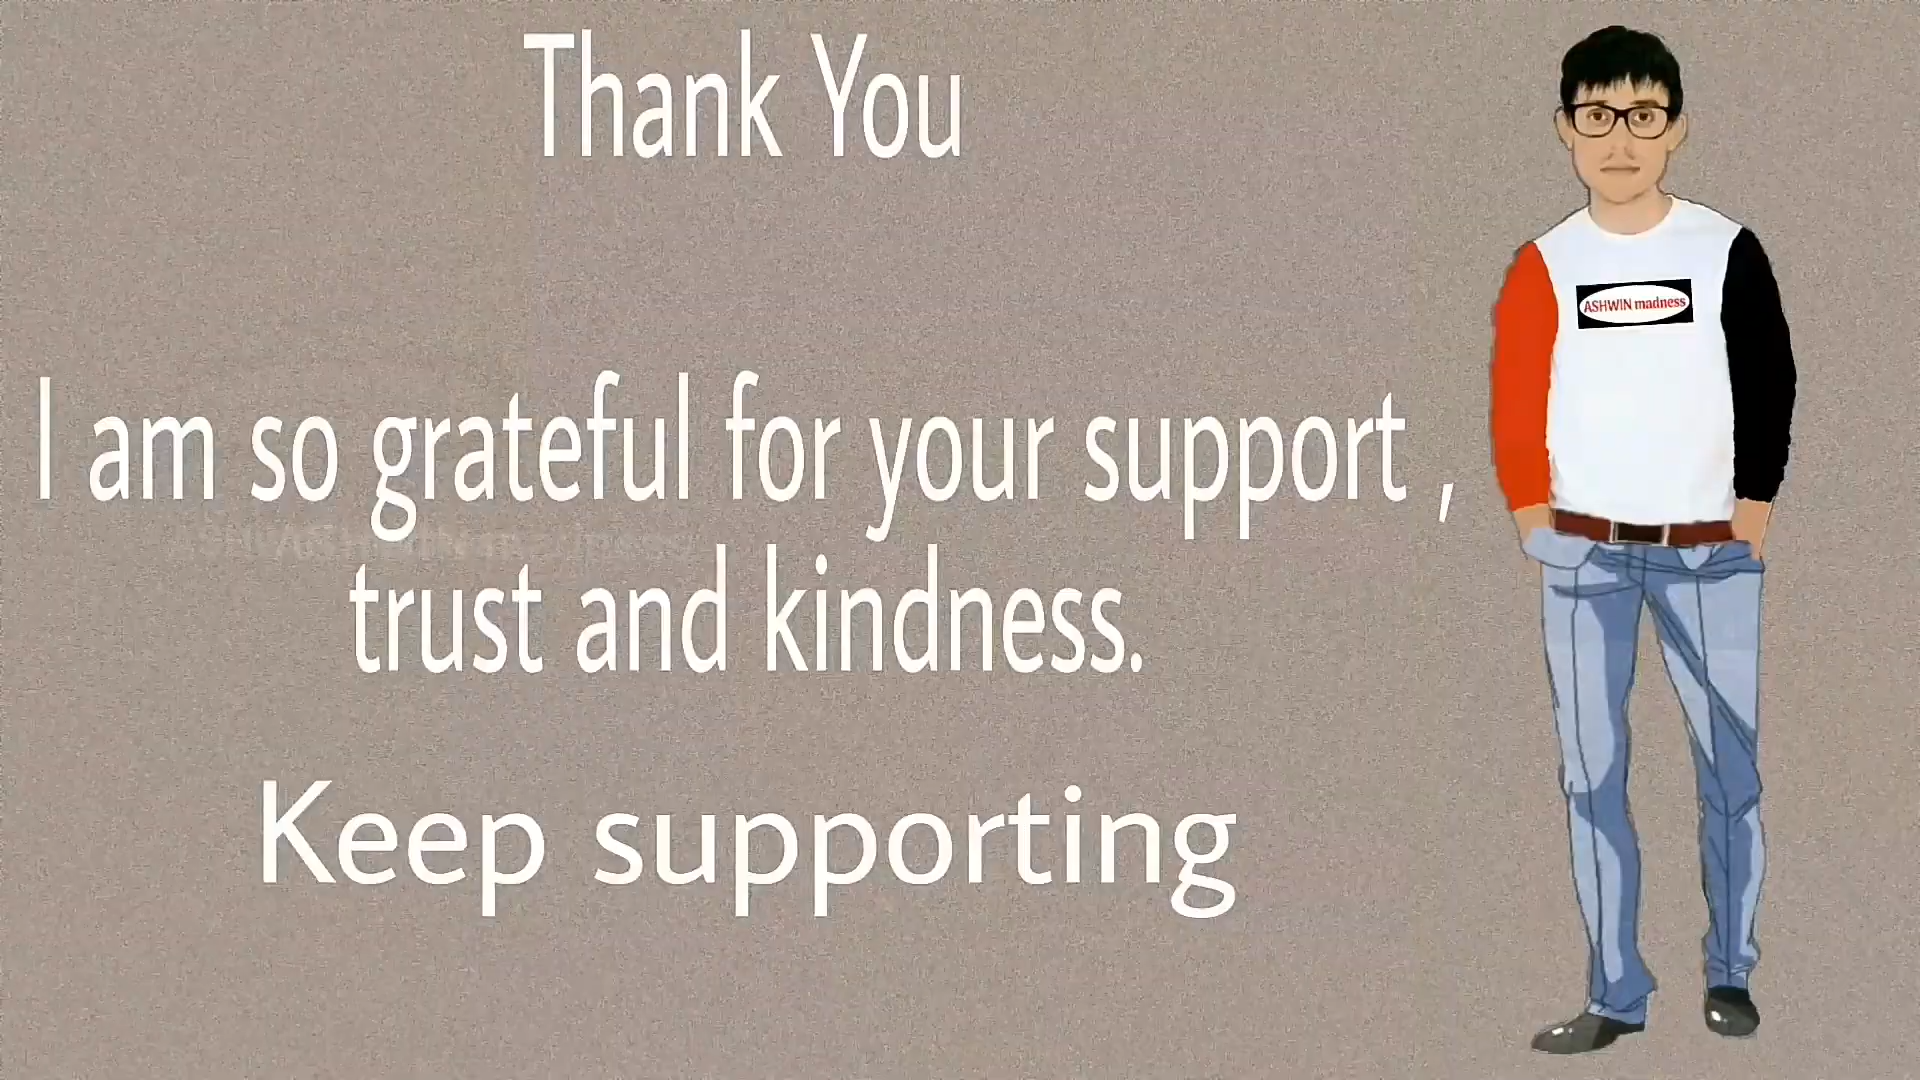 Thank You
ASHWIN madness
I am so grateful for your support ,
trust and kindness.
Keep supporting